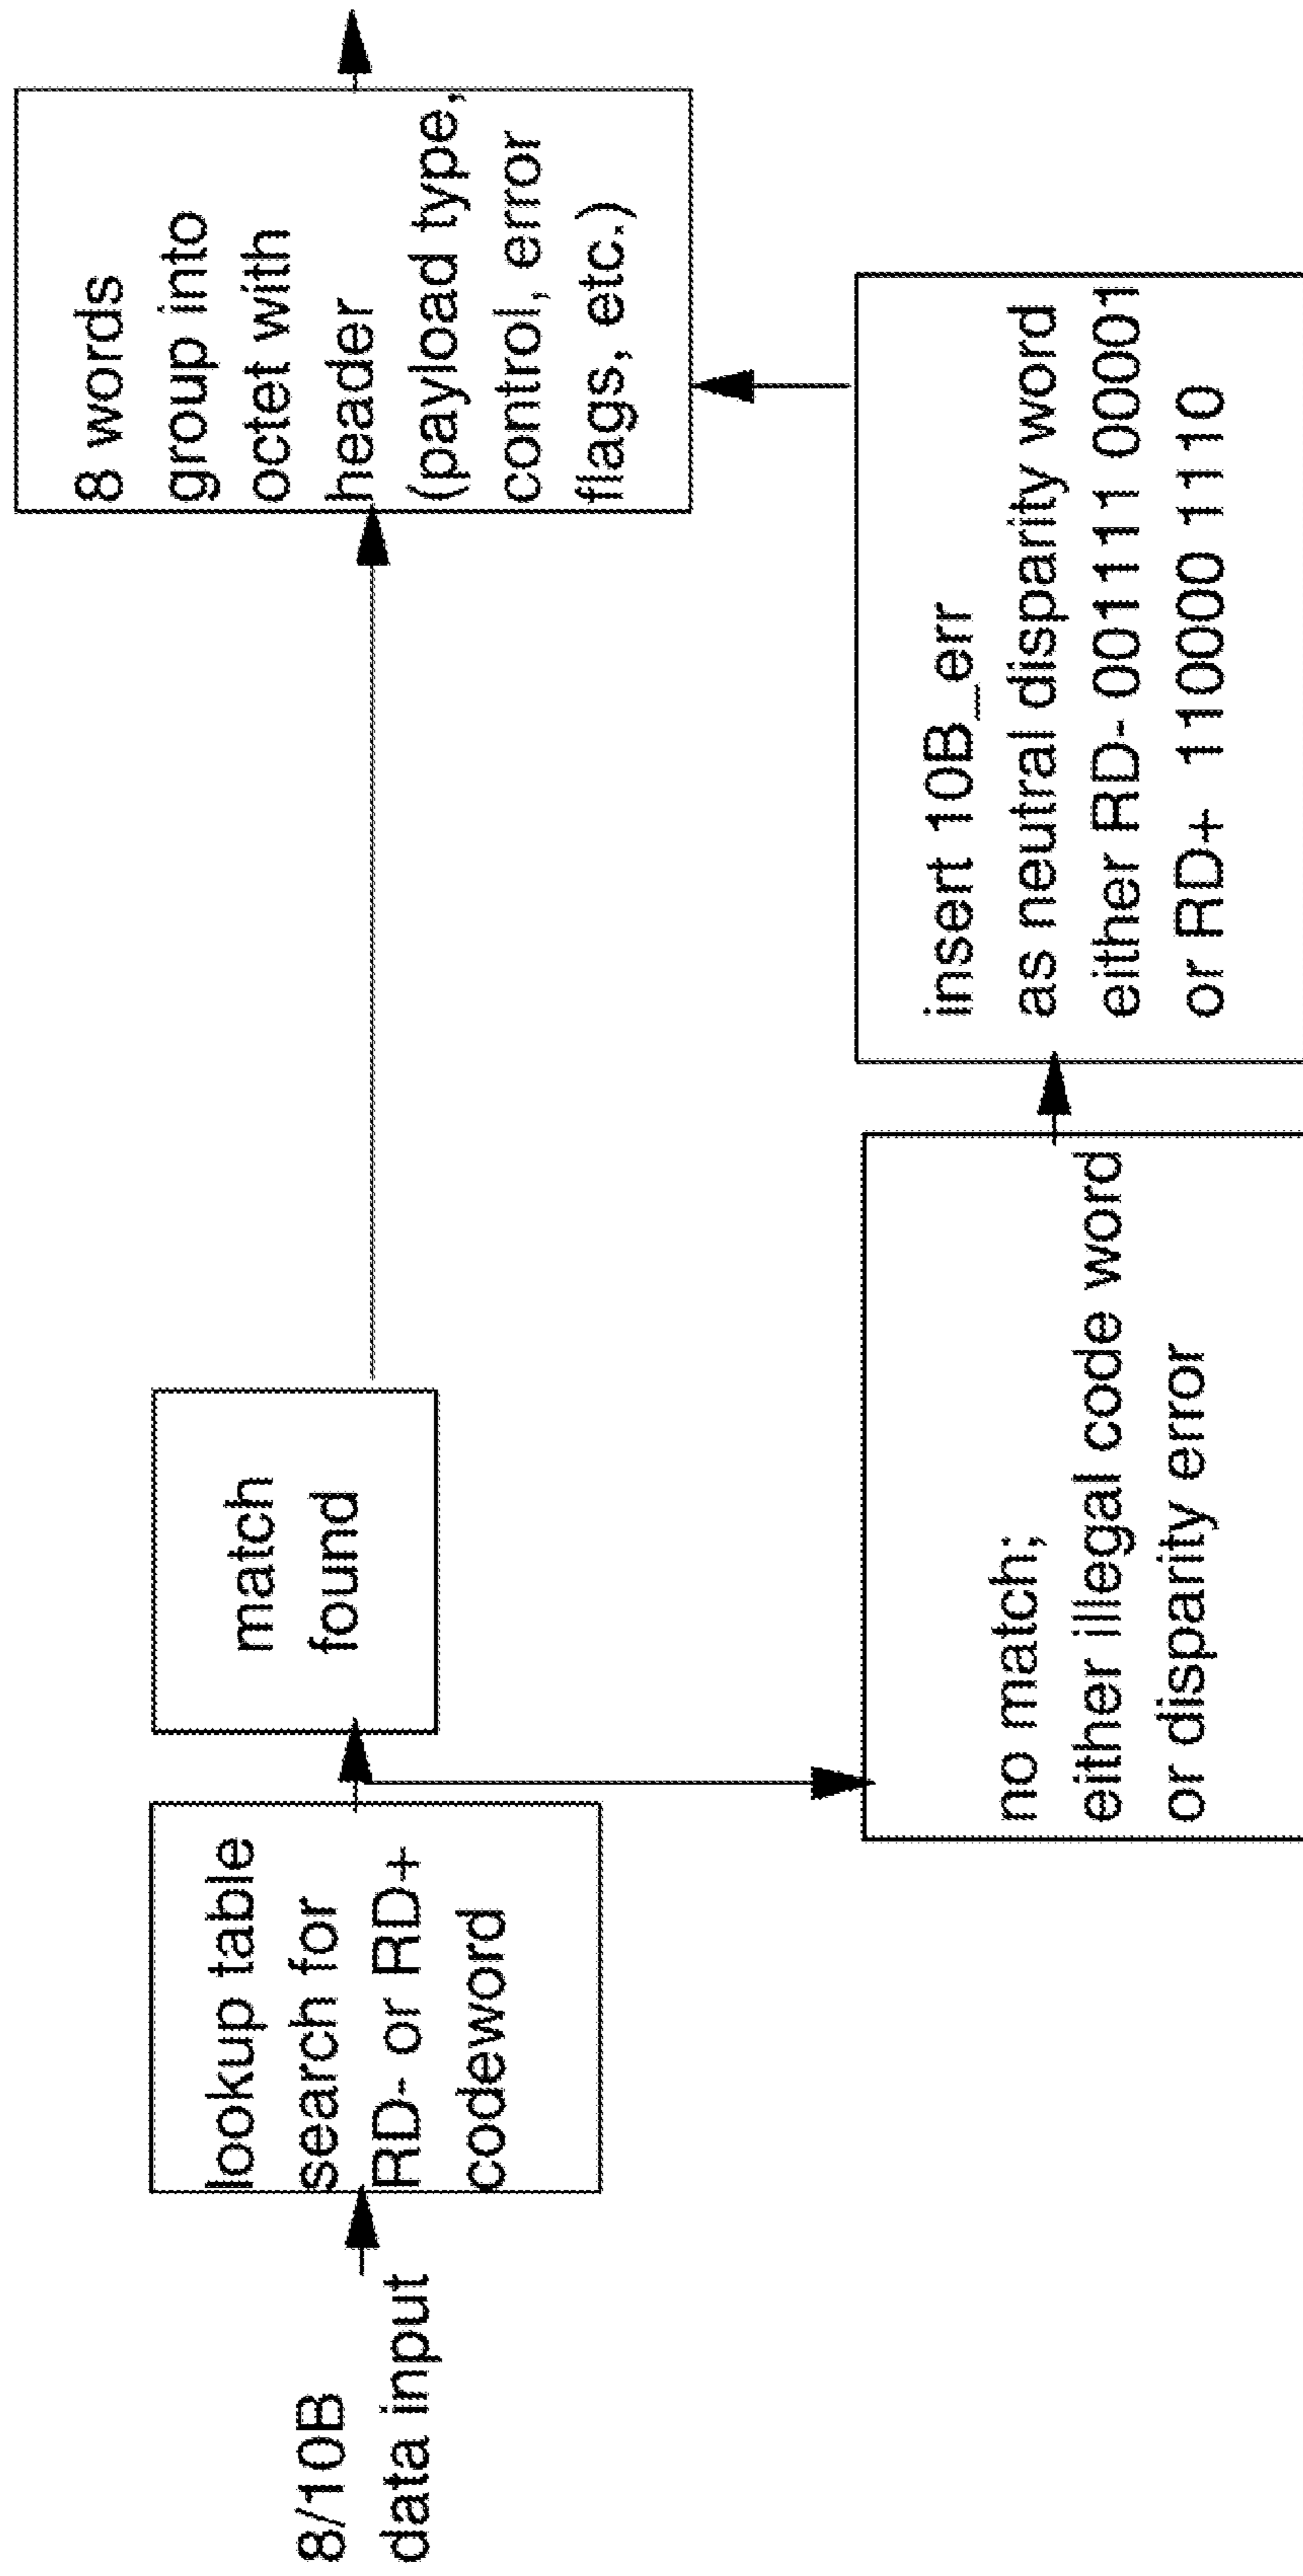 8/10B
data input
lookup table
search for
RD- or RD+
codeword
match
found
no match;
either illegal code word
or disparity error
insert 10B_err
as neutral disparity word
either RD- 001111 00001
or RD+ 110000 1110
8 words
group into
octet with
header
(payload type,
control, error
flags, etc.)